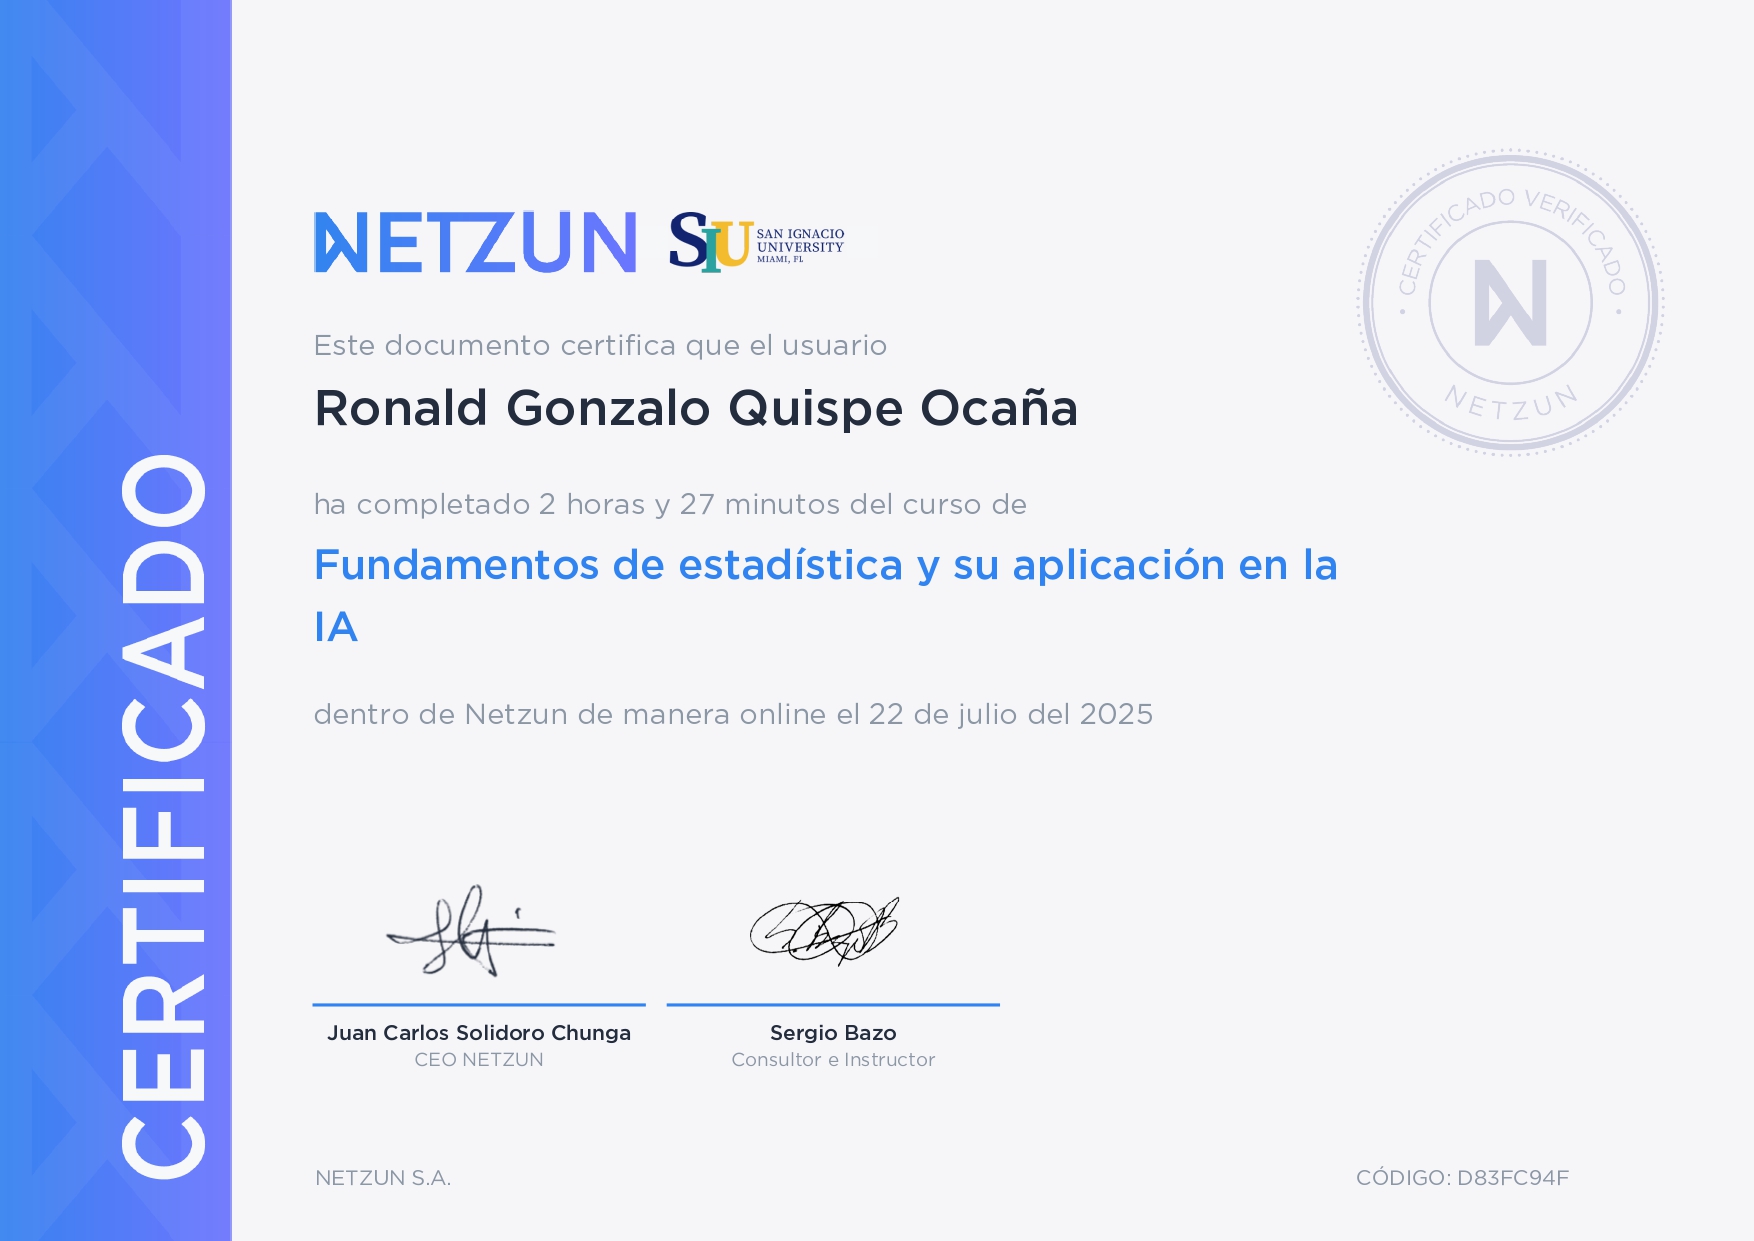 CERTIFICADO
NETZUN
SIU
SAN IGNACIO
UNIVERSITY
MIAMI, FL
• CERTIFICADO VERIFICADO •
N
NETZUN
Este documento certifica que el usuario
Ronald Gonzalo Quispe Ocaña
ha completado 2 horas y 27 minutos del curso de
Fundamentos de estadística y su aplicación en la
IA
dentro de Netzun de manera online el 22 de julio del 2025
Juan Carlos Solidoro Chunga
CEO NETZUN
Sergio Bazo
Consultor e Instructor
NETZUN S.A.
CÓDIGO: D83FC94F